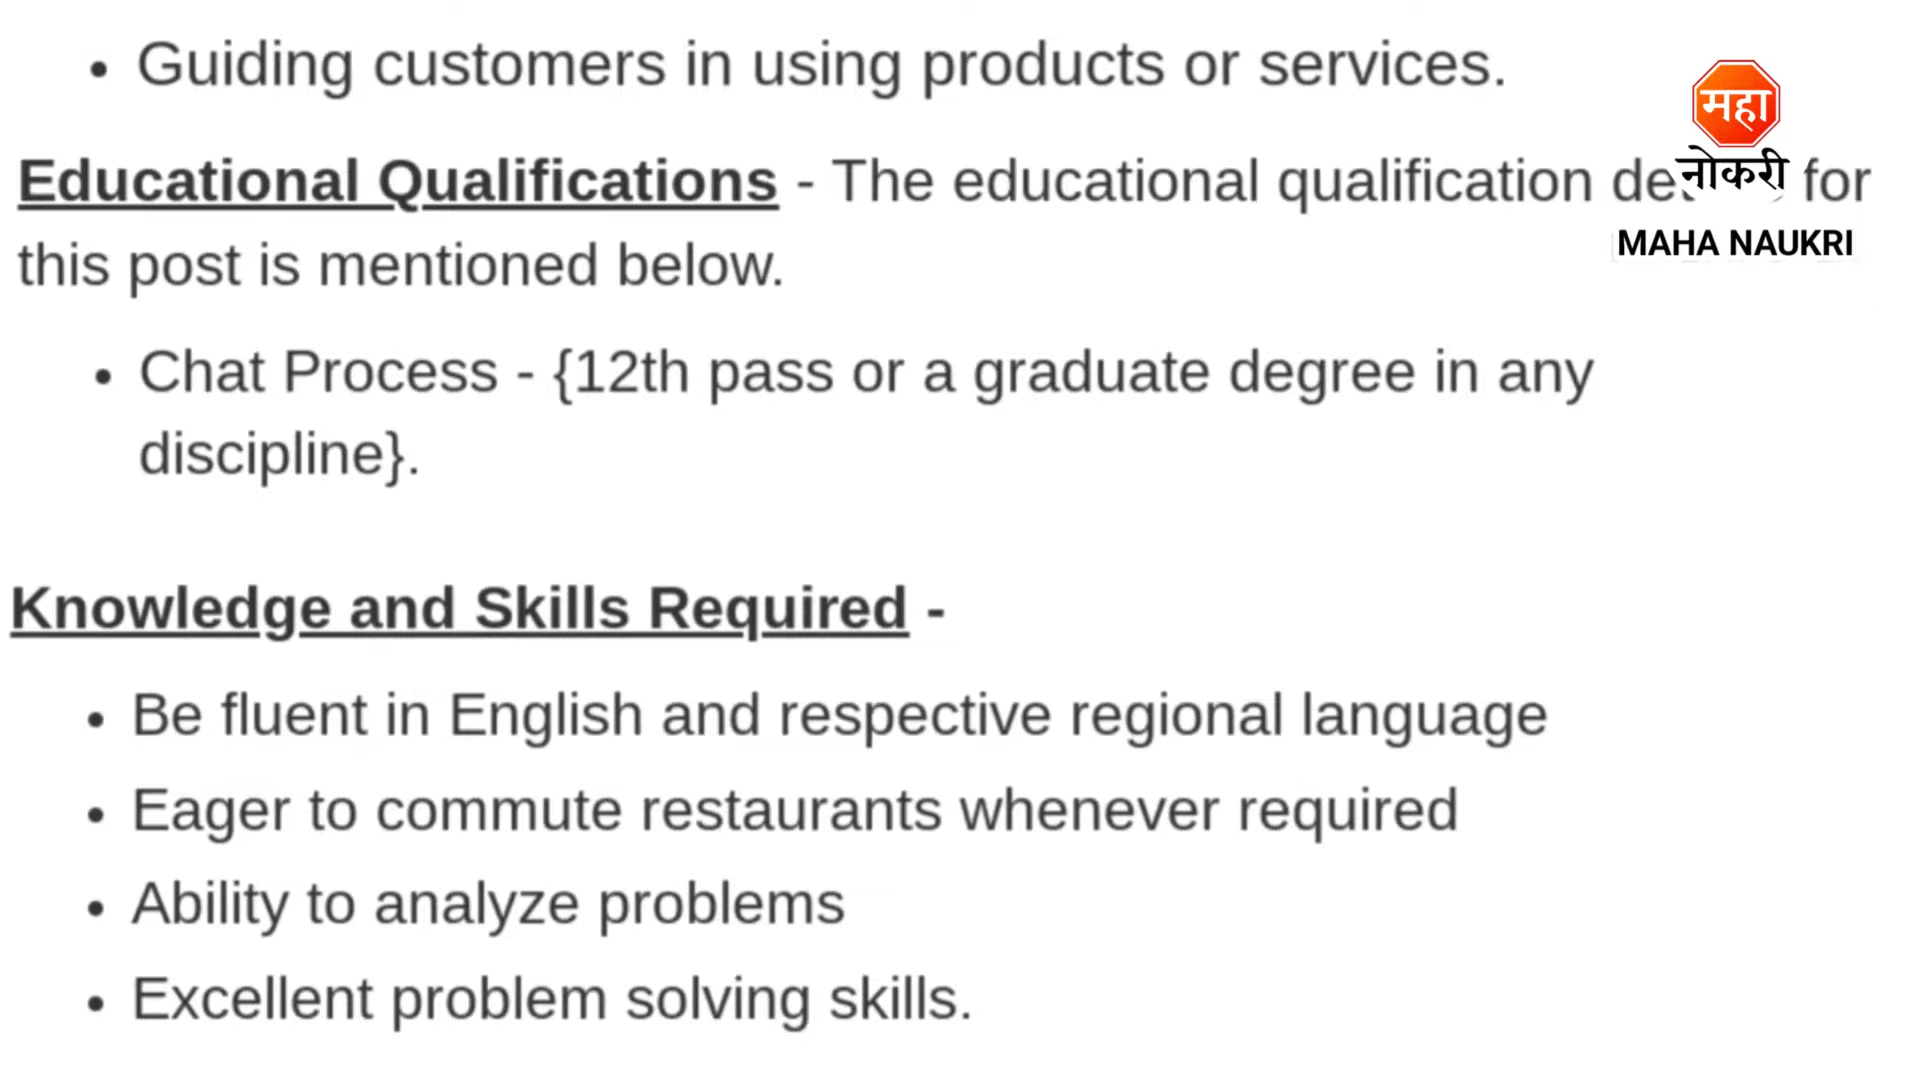 • Guiding customers in using products or services.
महा
Educational Qualifications - The educational qualification for
नोकरी
this post is mentioned below.
MAHA NAUKRI
• Chat Process - {12th pass or a graduate degree in any
discipline}.
Knowledge and Skills Required -
• Be fluent in English and respective regional language
• Eager to commute restaurants whenever required
• Ability to analyze problems
• Excellent problem solving skills.